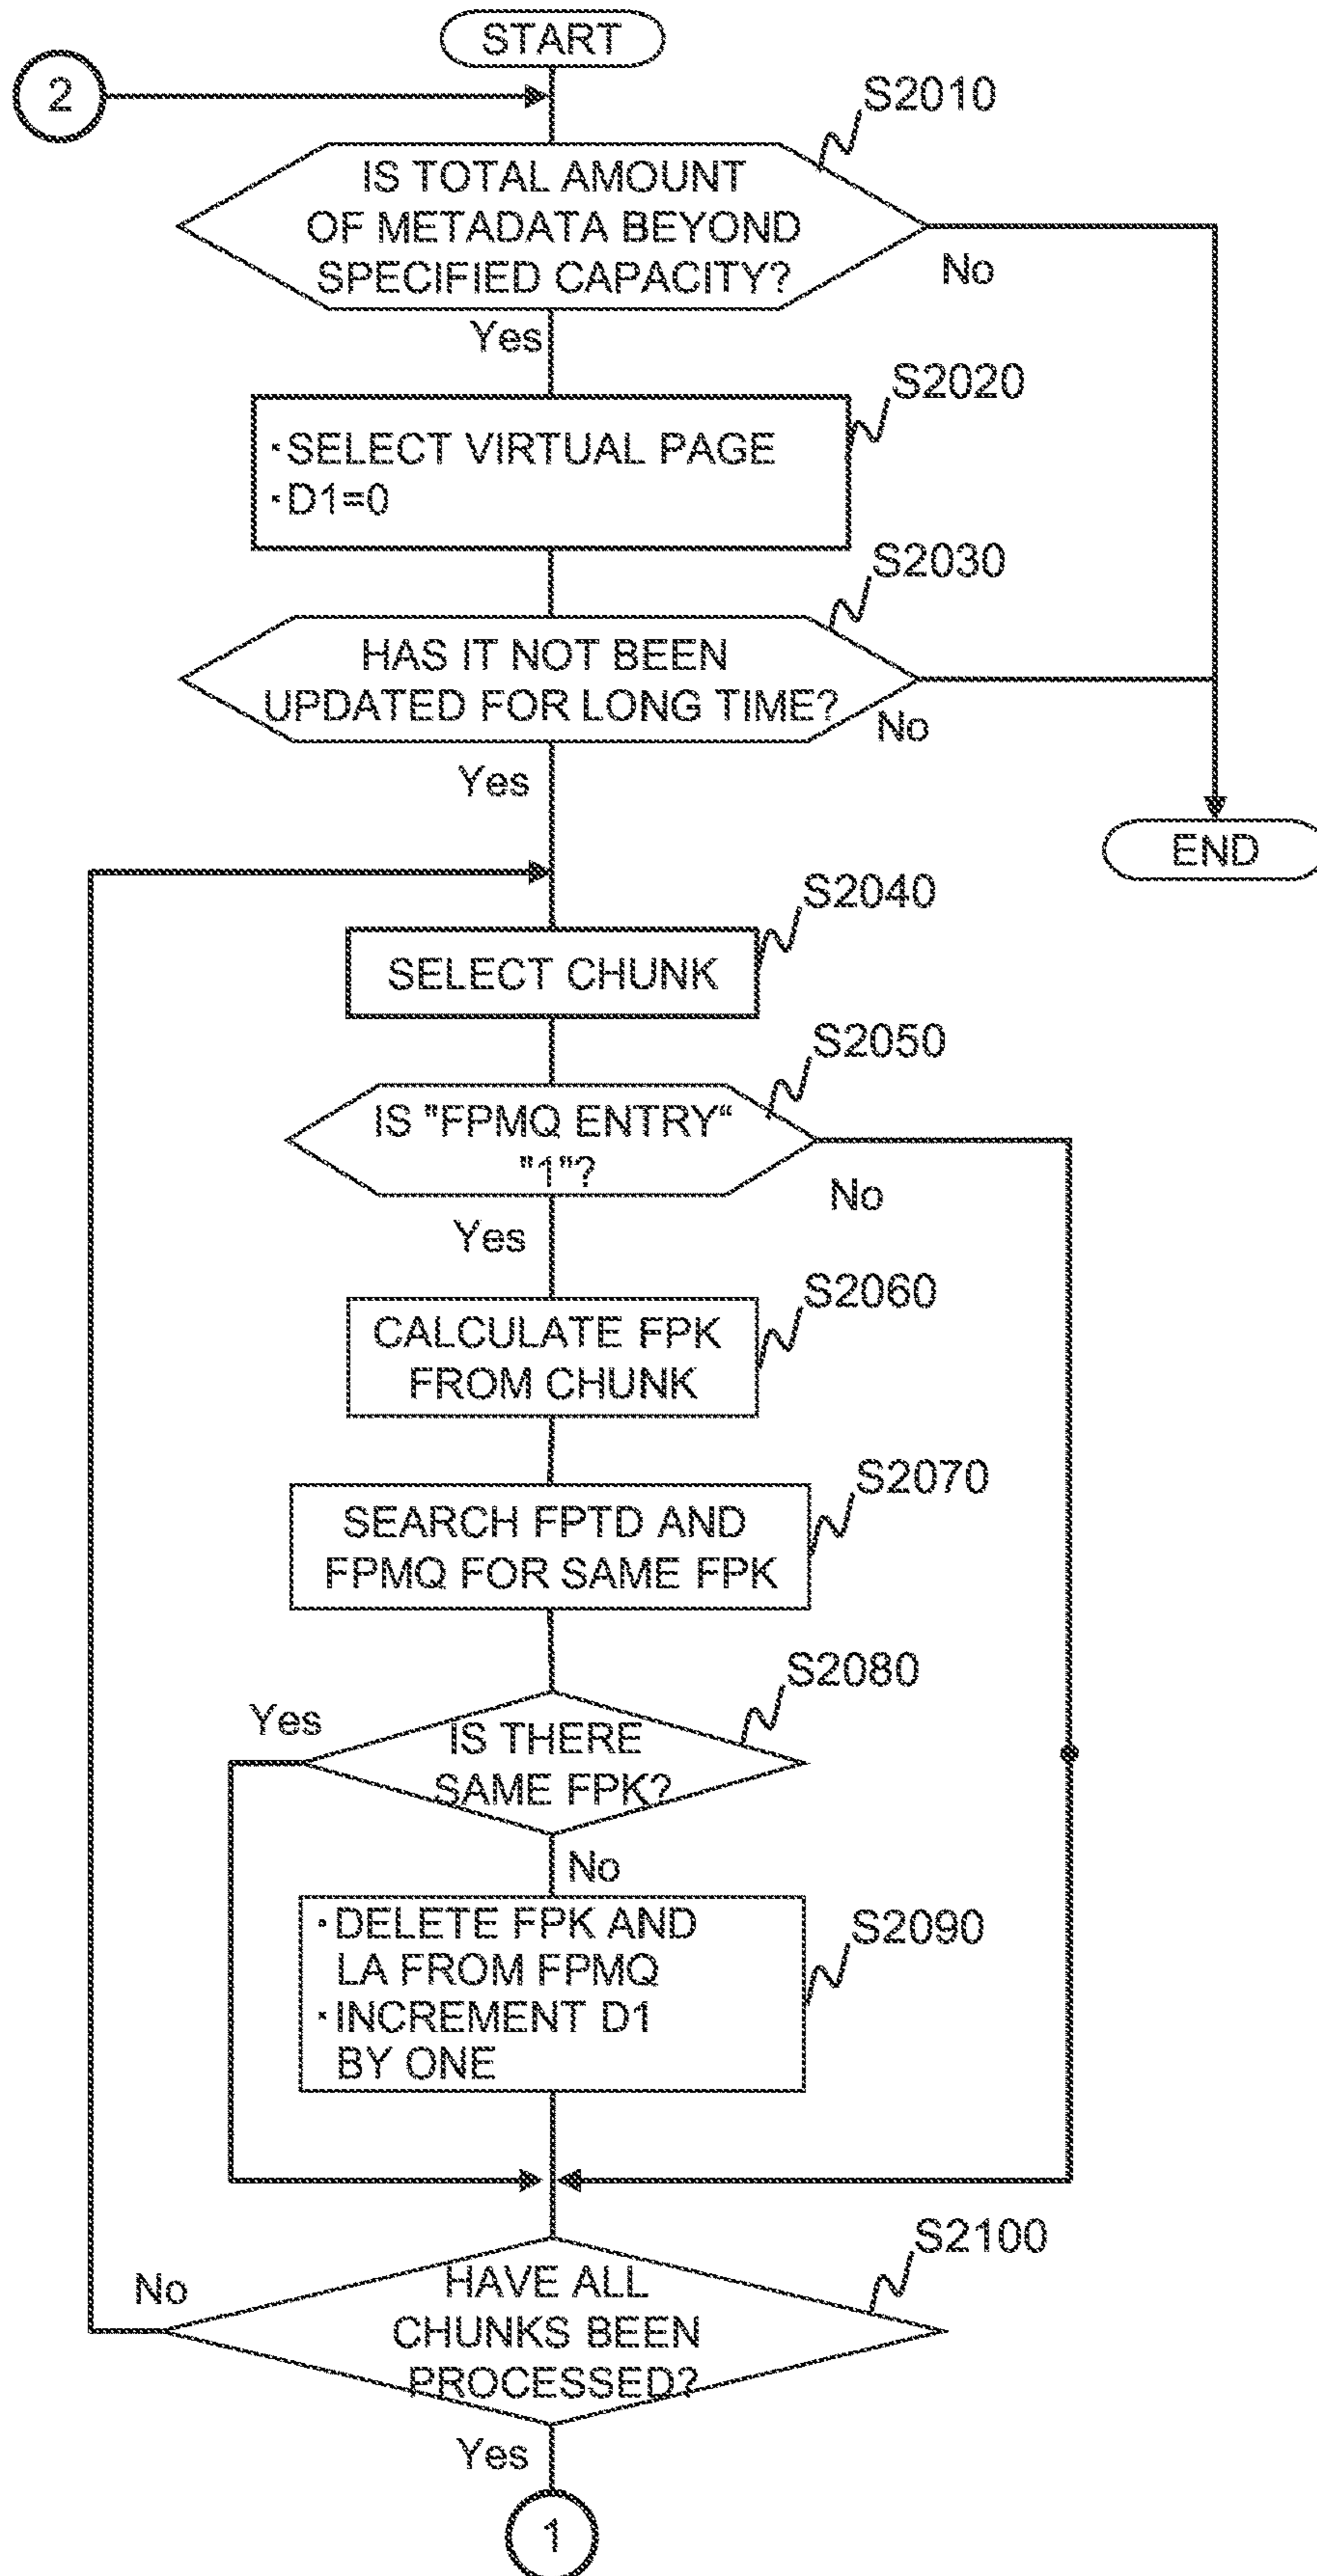 START
2
S2010
IS TOTAL AMOUNT
OF METADATA BEYOND
SPECIFIED CAPACITY?
No
Yes
S2020
・SELECT VIRTUAL PAGE
・D1=0
S2030
HAS IT NOT BEEN
UPDATED FOR LONG TIME?
No
Yes
END
S2040
SELECT CHUNK
S2050
IS "FPMQ ENTRY“
"1"?
No
Yes
S2060
CALCULATE FPK
FROM CHUNK
S2070
SEARCH FPTD AND
FPMQ FOR SAME FPK
S2080
Yes
IS THERE
SAME FPK?
No
S2090
・DELETE FPK AND
LA FROM FPMQ
・INCREMENT D1
BY ONE
S2100
No
HAVE ALL
CHUNKS BEEN
PROCESSED?
Yes
1